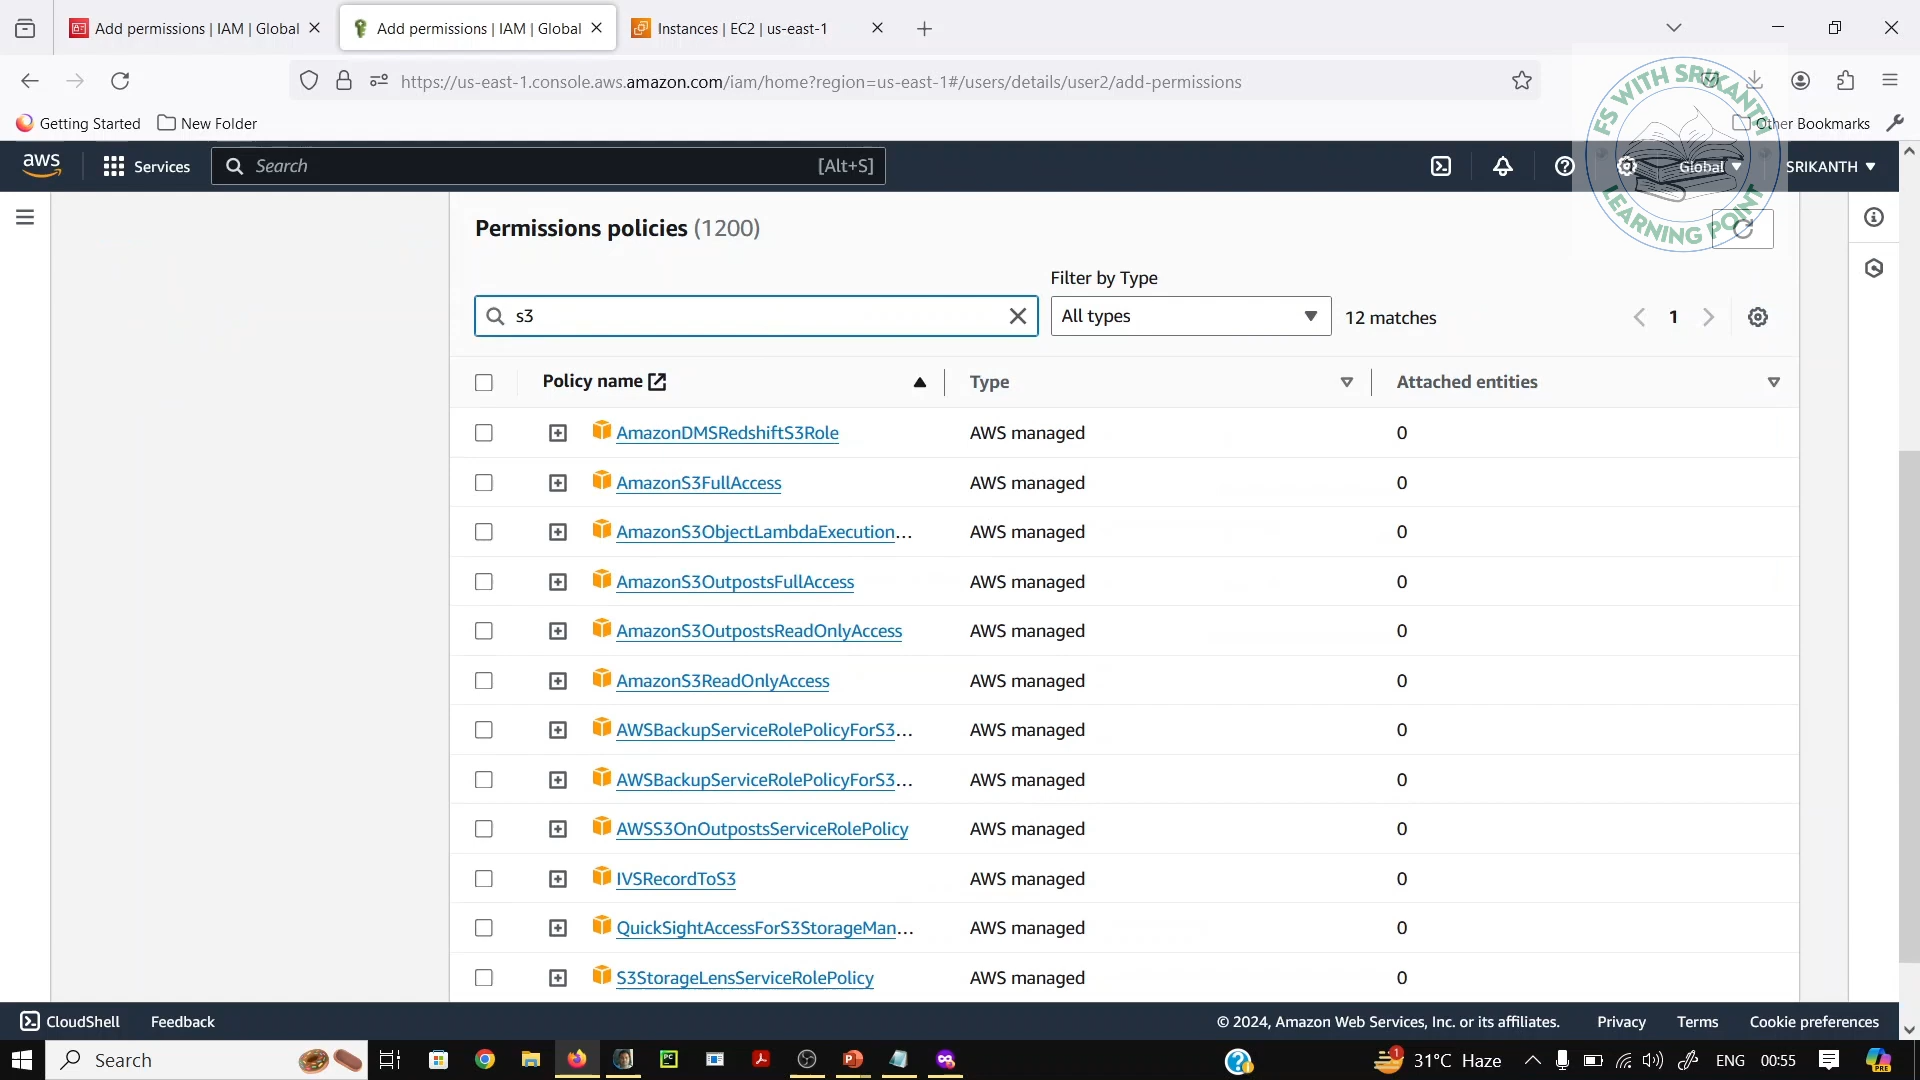 Add permissions | IAM | Global
Add permissions | IAM | Global
Instances | EC2 | us-east-1
https://us-east-1.console.aws.amazon.com/iam/home?region=us-east-1#/users/details/user2/add-permissions
Getting Started
New Folder
Other Bookmarks
FS WITH SRIKANTH
LEARNING POINT
aws
Services
Search
[Alt+S]
Global
SRIKANTH
Permissions policies (1200)
Filter by Type
s3
All types
12 matches
1
Policy name
Type
Attached entities
AmazonDMSRedshiftS3Role AWS managed 0
AmazonS3FullAccess AWS managed 0
AmazonS3ObjectLambdaExecution... AWS managed 0
AmazonS3OutpostsFullAccess AWS managed 0
AmazonS3OutpostsReadOnlyAccess AWS managed 0
AmazonS3ReadOnlyAccess AWS managed 0
AWSBackupServiceRolePolicyForS3... AWS managed 0
AWSBackupServiceRolePolicyForS3... AWS managed 0
AWSS3OnOutpostsServiceRolePolicy AWS managed 0
IVSRecordToS3 AWS managed 0
QuickSightAccessForS3StorageMan... AWS managed 0
S3StorageLensServiceRolePolicy AWS managed 0
CloudShell
Feedback
© 2024, Amazon Web Services, Inc. or its affiliates.
Privacy
Terms
Cookie preferences
Search
1
31°C Haze
ENG
00:55